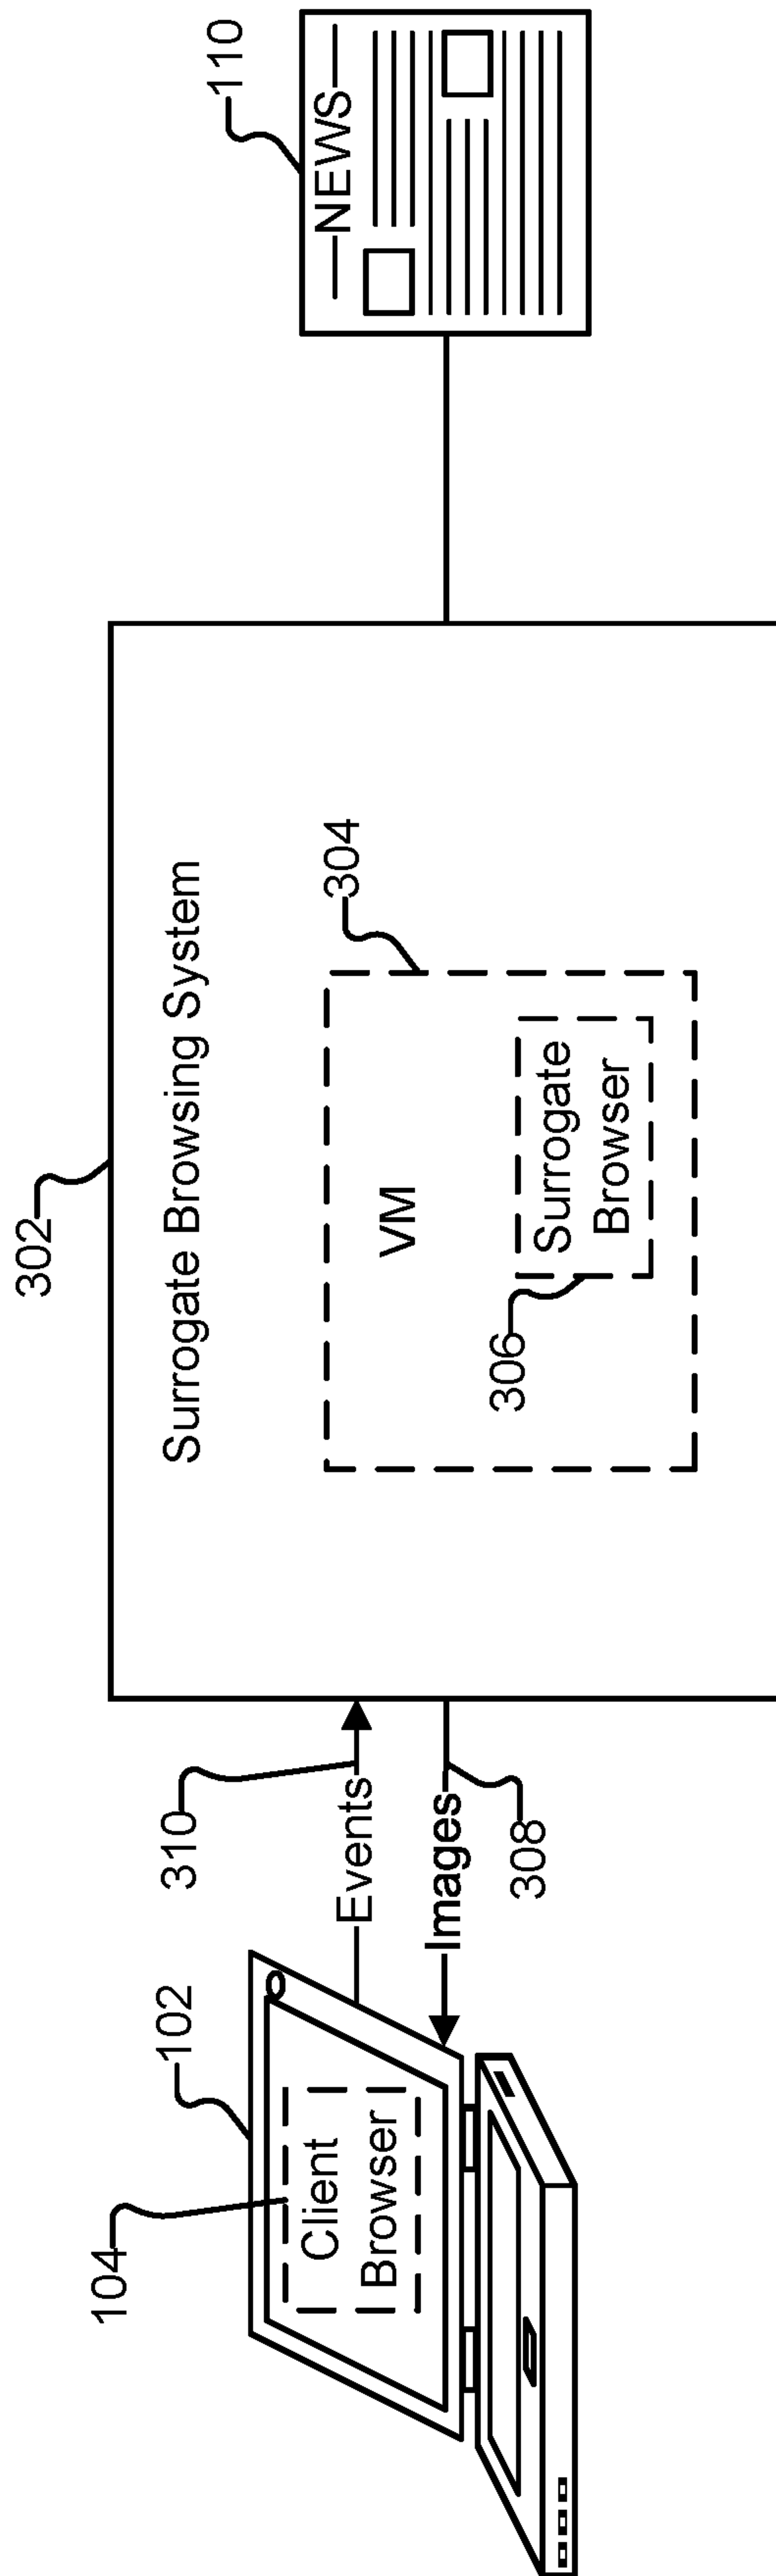 302
Surrogate Browsing System
110
—NEWS—
102
310
304
104
VM
Events
Client
Browser
Images
306
Surrogate
Browser
308